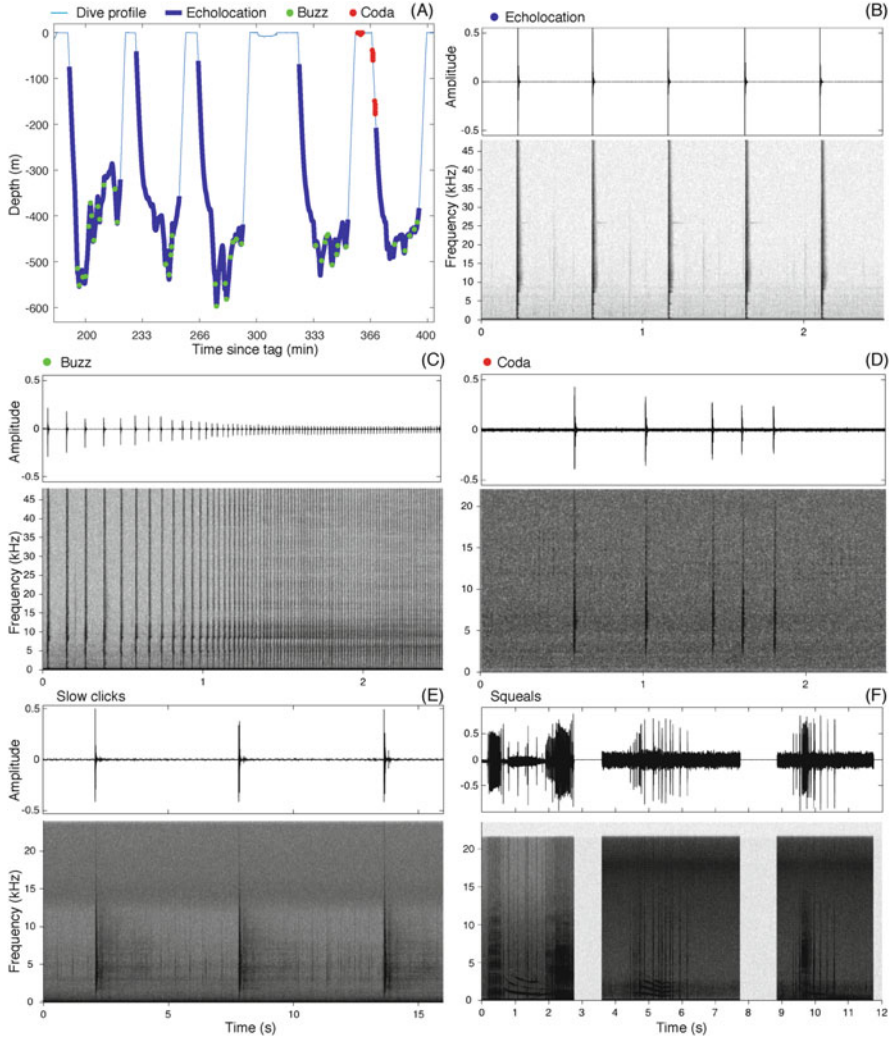 Dive profile Echolocation Buzz Coda (A)
0
-100
-200
-300
-400
-500
-600
Depth (m)
200 233 266 300 333 366 400
Time since tag (min)
Echolocation (B)
0.5
0
-0.5
Amplitude
45
40
35
30
25
20
15
10
5
0
Frequency (kHz)
0 1 2
Buzz (C)
0.5
0
-0.5
Amplitude
45
40
35
30
25
20
15
10
5
0
Frequency (kHz)
0 1 2
Coda (D)
0.5
0
-0.5
Amplitude
20
15
10
5
0
Frequency (kHz)
0 1 2
Slow clicks (E)
0.5
0
-0.5
Amplitude
20
15
10
5
0
Frequency (kHz)
0 5 10 15
Time (s)
Squeals (F)
0.5
0
-0.5
Amplitude
20
15
10
5
0
Frequency (kHz)
0 1 2 3 4 5 6 7 8 9 10 11 12
Time (s)